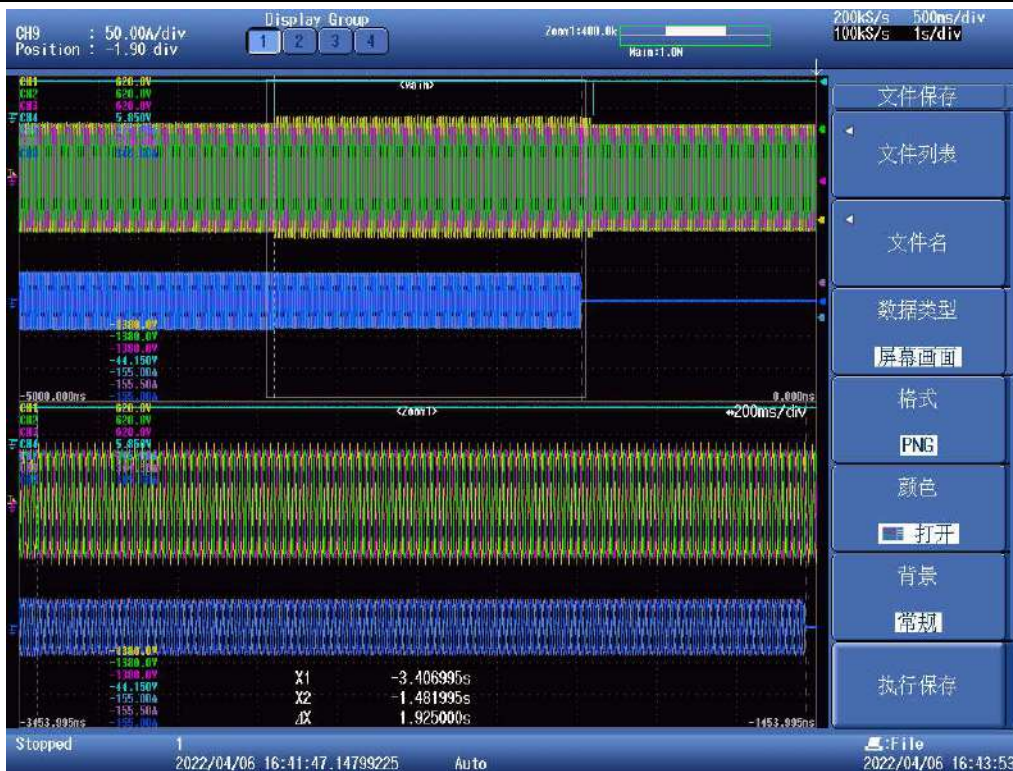 CH9 : 50.00A/div
Position : -1.90 div
Display Group
1 2 3 4
Zoom1:400.0k
Main:1.0M
200kS/s 500ms/div
100kS/s 1s/div
<Main>
CH1 620.0V
CH2 620.0V
CH3 620.0V
CH4 5.850V
-1380.0V
-1380.0V
-1380.0V
-44.150V
-155.00A
-155.50A
-155.00A
-5000.000ms
0.000ms
<Zoom1>
200ms/div
CH1 620.0V
CH2 620.0V
CH3 620.0V
CH4 5.850V
-1380.0V
-1380.0V
-1380.0V
-44.150V
-155.00A
-155.50A
-155.00A
X1 -3.406995s
X2 -1.481995s
ΔX 1.925000s
-3453.995ms
-1453.995ms
文件保存
文件列表
文件名
数据类型
屏幕画面
格式
PNG
颜色
打开
背景
常规
执行保存
Stopped
1
2022/04/06 16:41:47.14799225
Auto
:File
2022/04/06 16:43:53